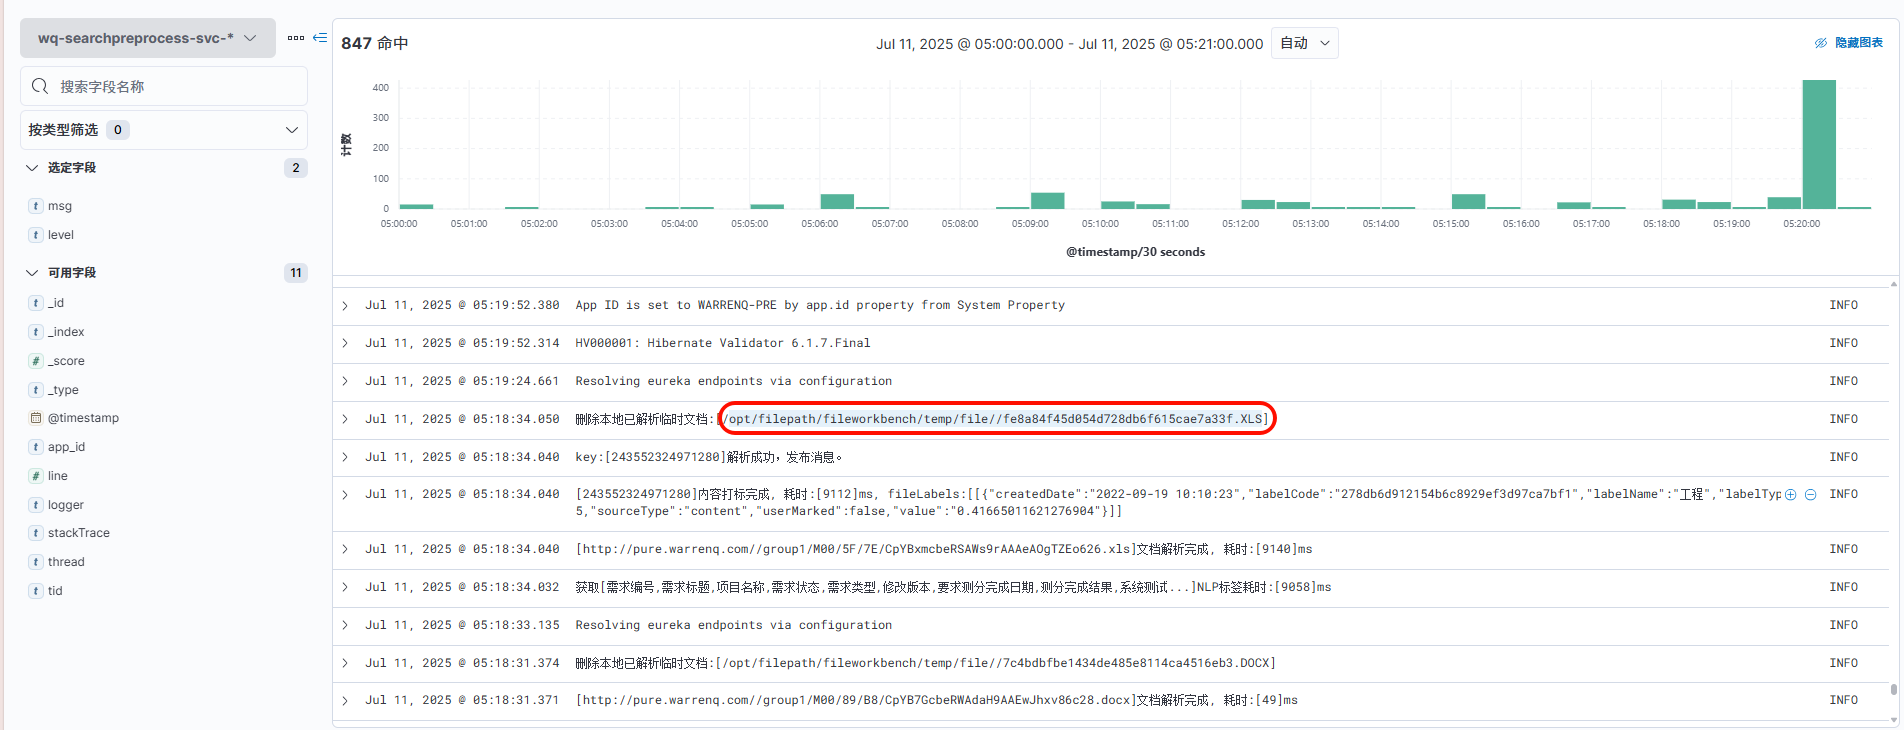 wq-searchpreprocess-svc-*
搜索字段名称
按类型筛选 0
选定字段 2
t msg
t level
可用字段 11
t _id
t _index
# _score
t _type
@timestamp
t app_id
# line
t logger
t stackTrace
t thread
t tid
847 命中
Jul 11, 2025 @ 05:00:00.000 - Jul 11, 2025 @ 05:21:00.000 自动
隐藏图表
计数
400
300
200
100
0
05:00:00 05:01:00 05:02:00 05:03:00 05:04:00 05:05:00 05:06:00 05:07:00 05:08:00 05:09:00 05:10:00 05:11:00 05:12:00 05:13:00 05:14:00 05:15:00 05:16:00 05:17:00 05:18:00 05:19:00 05:20:00
@timestamp/30 seconds
Jul 11, 2025 @ 05:19:52.380 App ID is set to WARRENQ-PRE by app.id property from System Property INFO
Jul 11, 2025 @ 05:19:52.314 HV000001: Hibernate Validator 6.1.7.Final INFO
Jul 11, 2025 @ 05:19:24.661 Resolving eureka endpoints via configuration INFO
Jul 11, 2025 @ 05:18:34.050 删除本地已解析临时文档:[/opt/filepath/fileworkbench/temp/file//fe8a84f45d054d728db6f615cae7a33f.XLS] INFO
Jul 11, 2025 @ 05:18:34.040 key:[243552324971280]解析成功，发布消息。 INFO
Jul 11, 2025 @ 05:18:34.040 [243552324971280]内容打标完成, 耗时:[9112]ms, fileLabels:[[{"createdDate":"2022-09-19 10:10:23","labelCode":"278db6d912154b6c8929ef3d97ca7bf1","labelName":"工程","labelTyp INFO
5,"sourceType":"content","userMarked":false,"value":"0.41665011621276904"}]]
Jul 11, 2025 @ 05:18:34.040 [http://pure.warrenq.com//group1/M00/5F/7E/CpYBxmcbeRSAWs9rAAAeAOgTZEo626.xls]文档解析完成, 耗时:[9140]ms INFO
Jul 11, 2025 @ 05:18:34.032 获取[需求编号,需求标题,项目名称,需求状态,需求类型,修改版本,要求测分完成日期,测分完成结果,系统测试...]NLP标签耗时:[9058]ms INFO
Jul 11, 2025 @ 05:18:33.135 Resolving eureka endpoints via configuration INFO
Jul 11, 2025 @ 05:18:31.374 删除本地已解析临时文档:[/opt/filepath/fileworkbench/temp/file//7c4bdbfbe1434de485e8114ca4516eb3.DOCX] INFO
Jul 11, 2025 @ 05:18:31.371 [http://pure.warrenq.com//group1/M00/89/B8/CpYB7GcbeRWAdaH9AAEwJhxv86c28.docx]文档解析完成, 耗时:[49]ms INFO